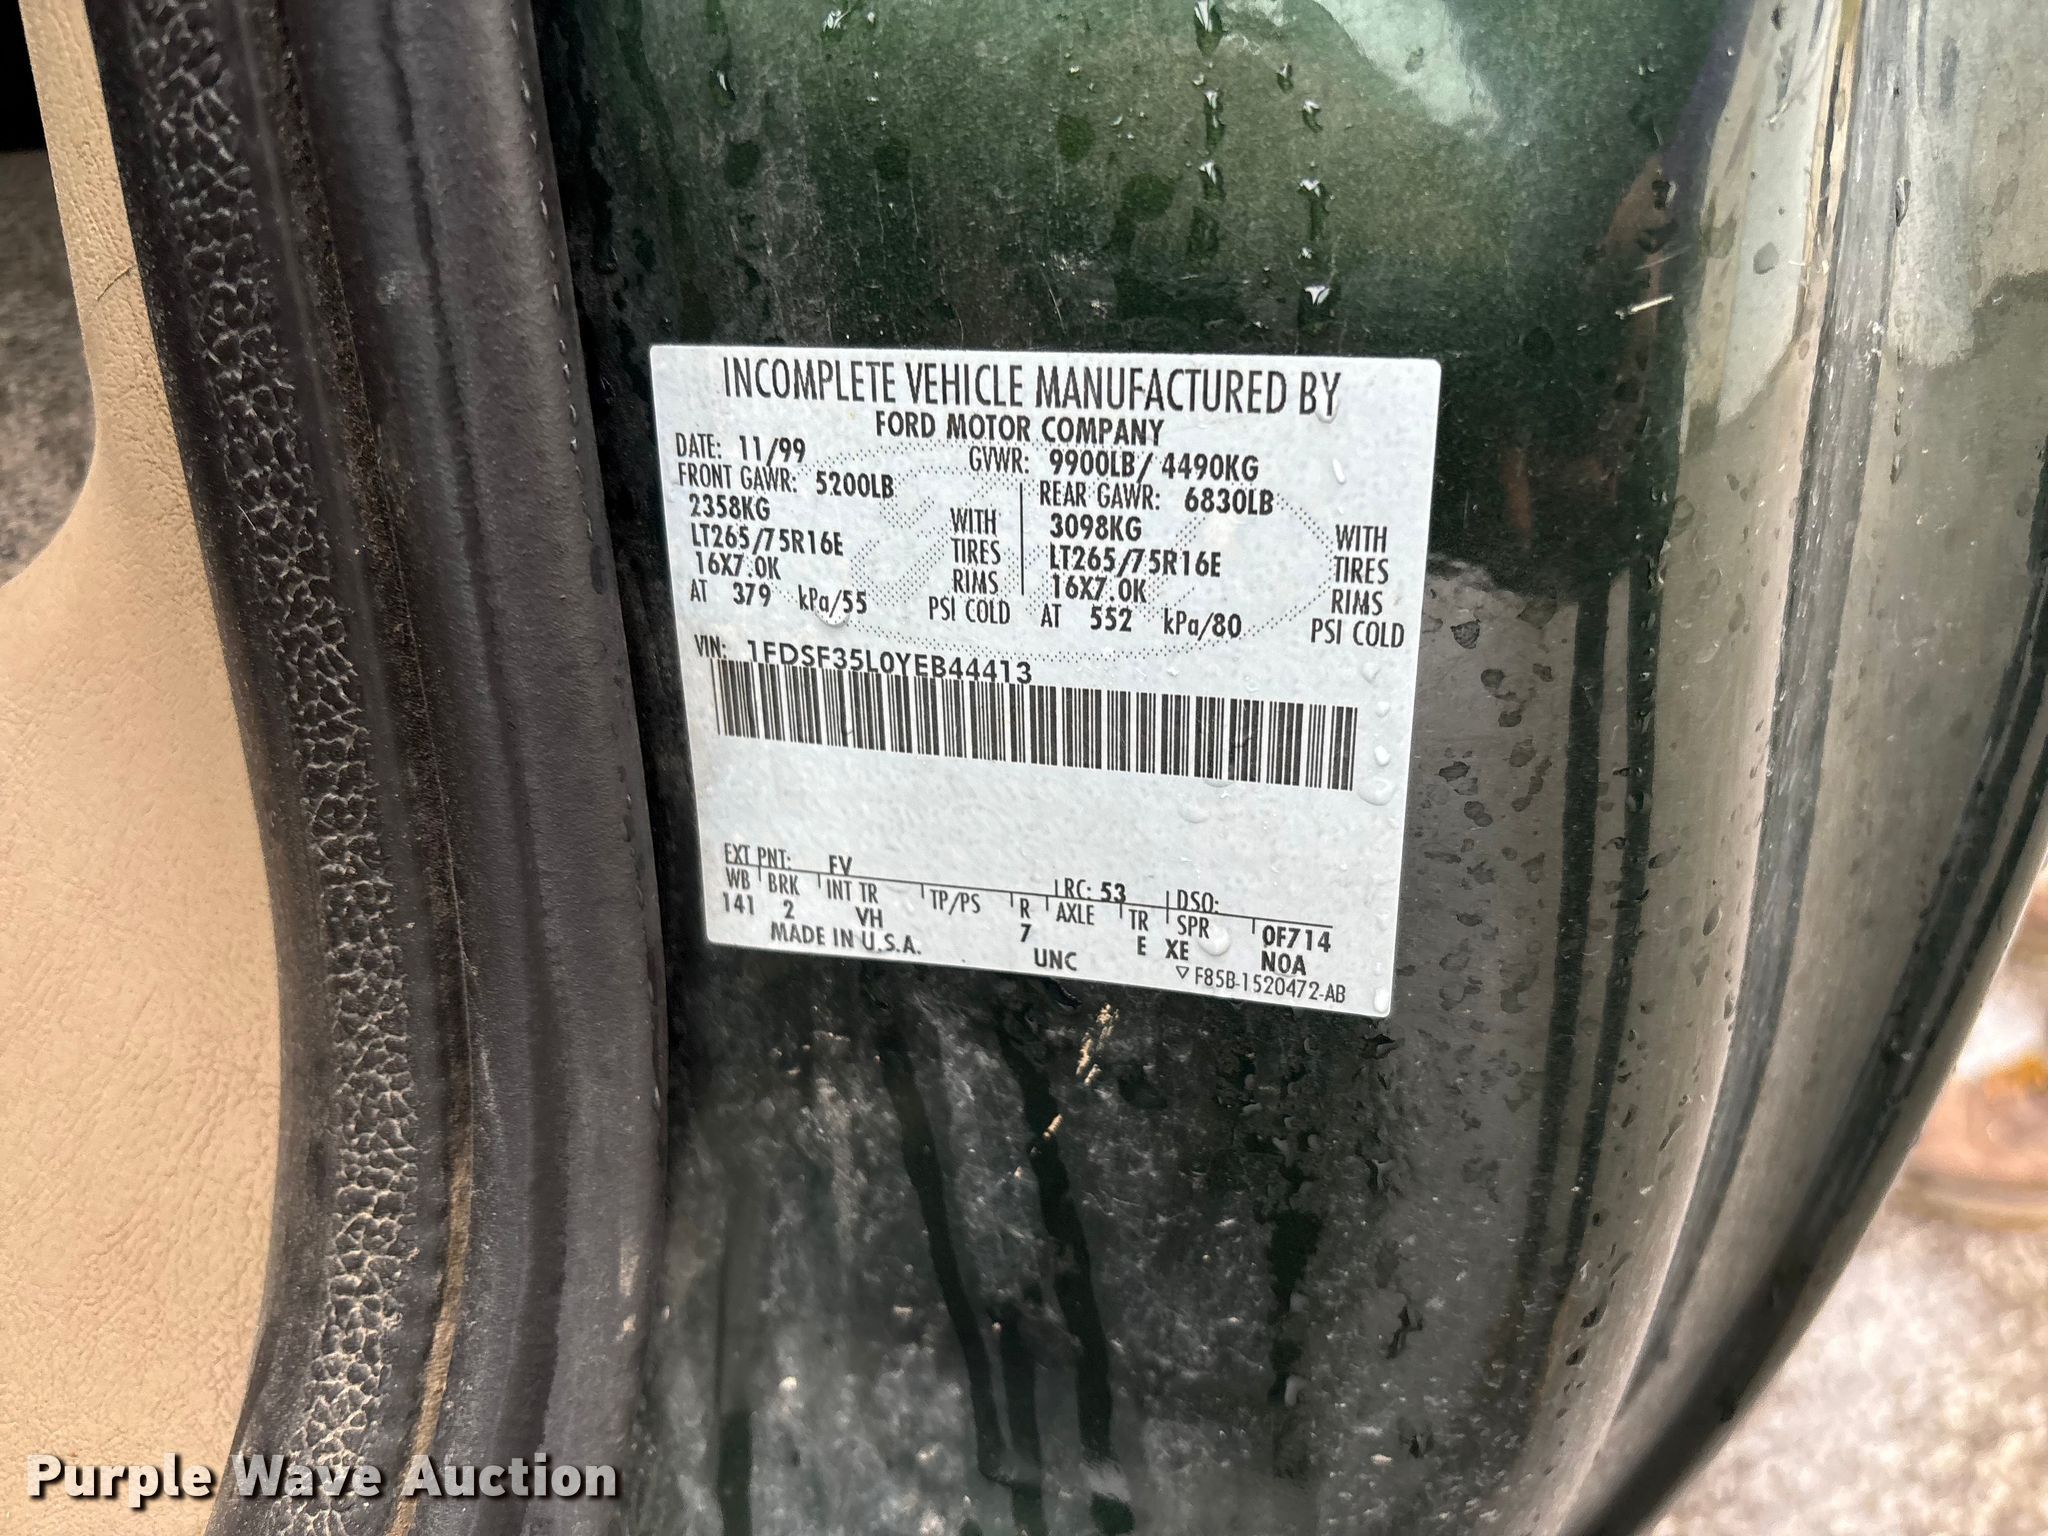 INCOMPLETE VEHICLE MANUFACTURED BY
FORD MOTOR COMPANY
DATE: 11/99 GVWR: 9900LB/ 4490KG
FRONT GAWR: 5200LB REAR GAWR: 6830LB
2358KG WITH 3098KG WITH
LT265/75R16E TIRES LT265/75R16E TIRES
16X7.0K RIMS 16X7.0K RIMS
AT 379 kPa/55 PSI COLD AT 552 kPa/80 PSI COLD
VIN: 1FDSF35L0YEB44413
EXT PNT: FV RC: 53 DSO:
WB BRK INT TR TP/PS R AXLE TR SPR 0F714
141 2 VH 7 E XE N0A
MADE IN U.S.A. UNC
▽ F85B-1520472-AB
Purple Wave Auction